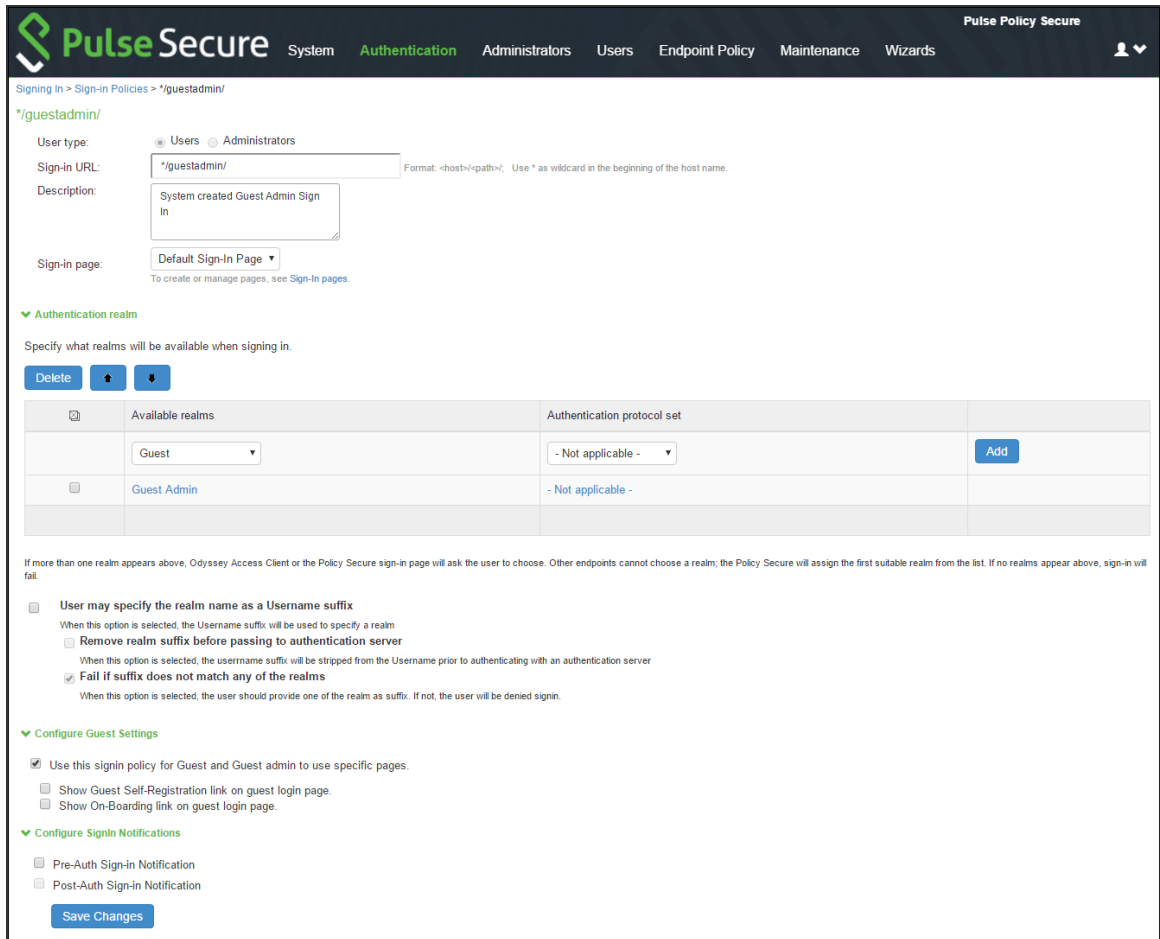 Pulse Policy Secure
Pulse Secure System Authentication Administrators Users Endpoint Policy Maintenance Wizards
Signing In > Sign-in Policies > */guestadmin/
*/guestadmin/
User type: Users Administrators
Sign-in URL: */guestadmin/ Format: <host>/<path>/; Use * as wildcard in the beginning of the host name.
Description: System created Guest Admin Sign
In
Sign-in page: Default Sign-In Page
To create or manage pages, see Sign-In pages.
Authentication realm
Specify what realms will be available when signing in.
Delete
Available realms Authentication protocol set
Guest - Not applicable - Add
Guest Admin - Not applicable -
If more than one realm appears above, Odyssey Access Client or the Policy Secure sign-in page will ask the user to choose. Other endpoints cannot choose a realm; the Policy Secure will assign the first suitable realm from the list. If no realms appear above, sign-in will
fail.
User may specify the realm name as a Username suffix
When this option is selected, the Username suffix will be used to specify a realm
Remove realm suffix before passing to authentication server
When this option is selected, the userrname suffix will be stripped from the Username prior to authenticating with an authentication server
Fail if suffix does not match any of the realms
When this option is selected, the user should provide one of the realm as suffix. If not, the user will be denied signin.
Configure Guest Settings
Use this signin policy for Guest and Guest admin to use specific pages.
Show Guest Self-Registration link on guest login page.
Show On-Boarding link on guest login page.
Configure SignIn Notifications
Pre-Auth Sign-in Notification
Post-Auth Sign-in Notification
Save Changes